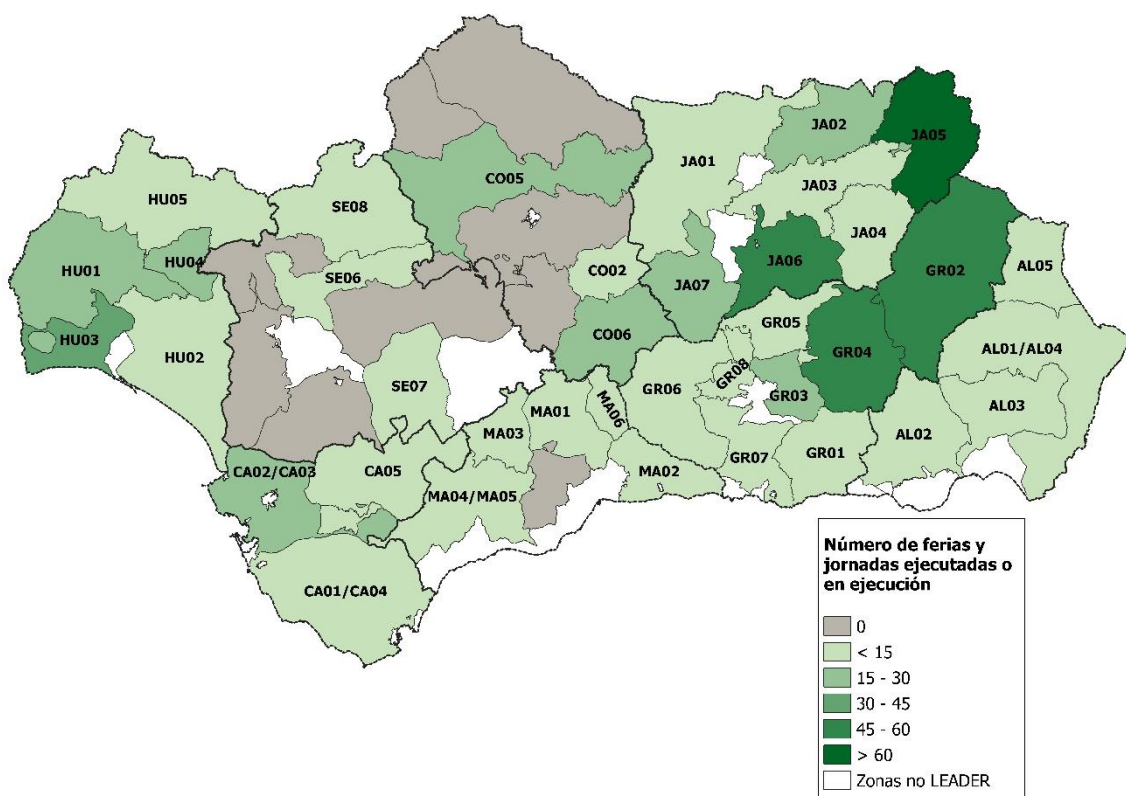 JA02
JA05
JA01
CO05
JA03
HU05
SE08
JA04
HU04
HU01
JA06
GR02
AL05
SE06
CO02
JA07
HU03
GR05
CO06
HU02
GR04
AL01/AL04
GR08
SE07
GR06
GR03
MA06
AL03
MA01
MA03
AL02
GR01
GR07
CA02/CA03
CA05
MA02
MA04/MA05
CA01/CA04
Número de ferias y
jornadas ejecutadas o
en ejecución
0
< 15
15 - 30
30 - 45
45 - 60
> 60
Zonas no LEADER